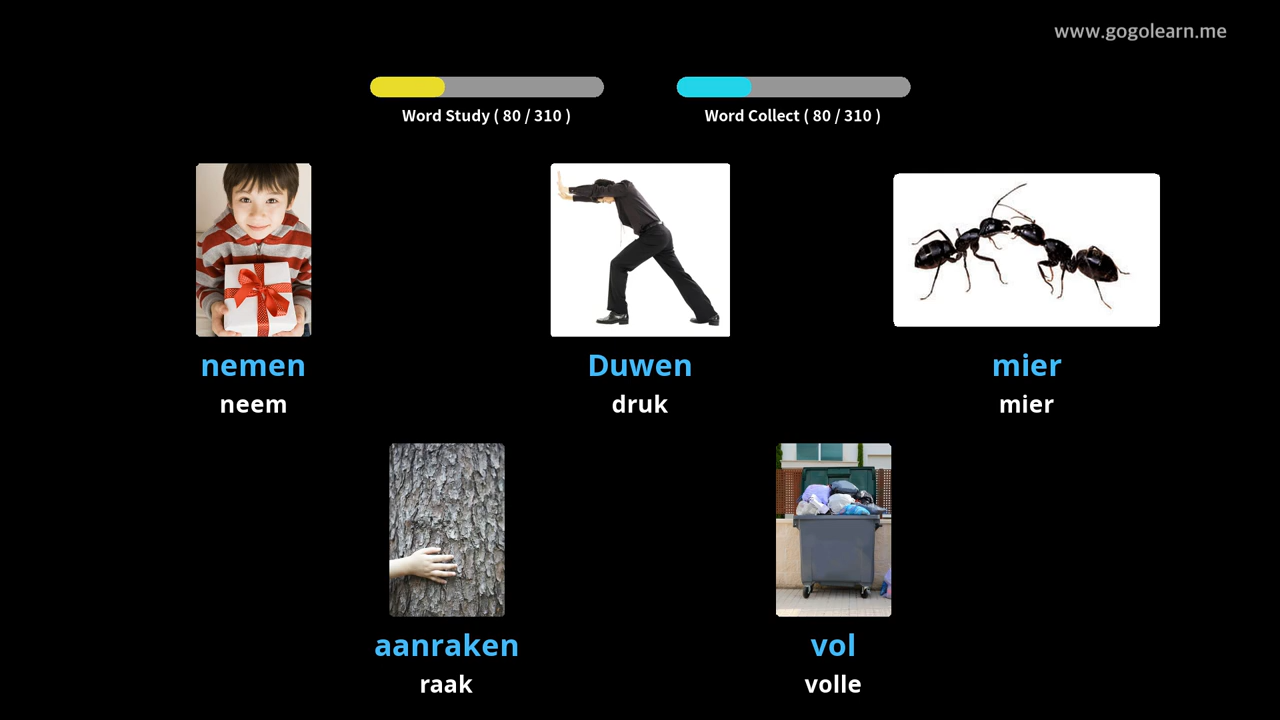 www.gogolearn.me
Word Study ( 80 / 310 )
Word Collect ( 80 / 310 )
nemen
neem
Duwen
druk
mier
mier
aanraken
raak
vol
volle